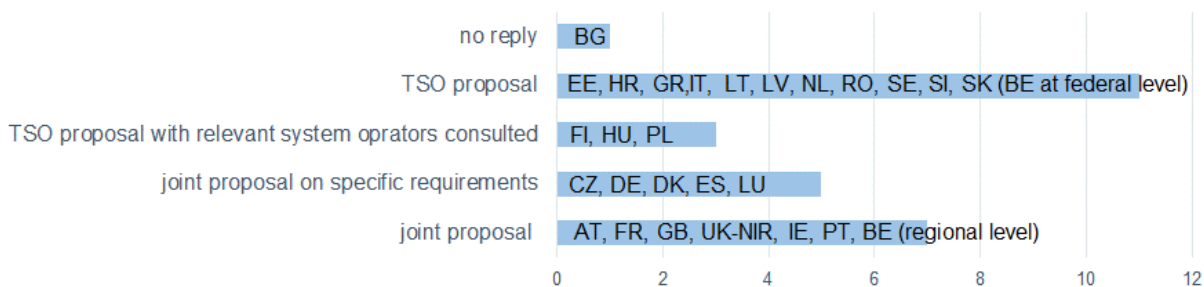 no reply BG
TSO proposal EE, HR, GR,IT, LT, LV, NL, RO, SE, SI, SK (BE at federal level)
TSO proposal with relevant system oprators consulted FI, HU, PL
joint proposal on specific requirements CZ, DE, DK, ES, LU
joint proposal AT, FR, GB, UK-NIR, IE, PT, BE (regional level)
0 2 4 6 8 10 12